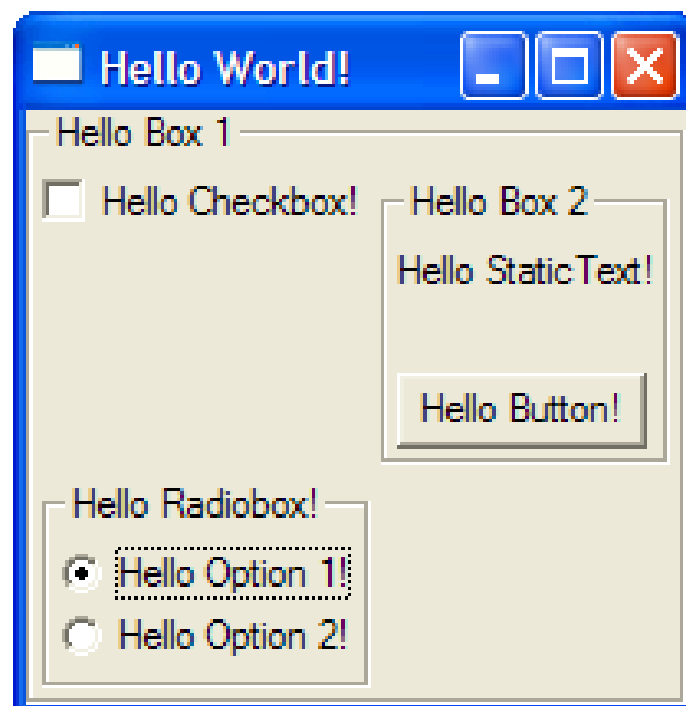 Hello World!
Hello Box 1
Hello Checkbox!
Hello Box 2
Hello StaticText!
Hello Button!
Hello Radiobox!
Hello Option 1!
Hello Option 2!